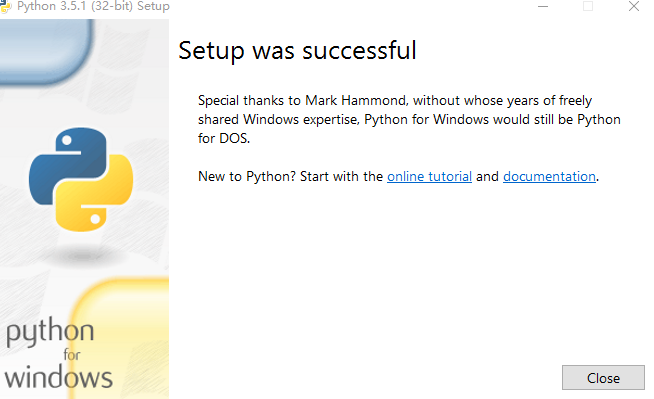 Python 3.5.1 (32-bit) Setup
Setup was successful
Special thanks to Mark Hammond, without whose years of freely
shared Windows expertise, Python for Windows would still be Python
for DOS.
New to Python? Start with the online tutorial and documentation.
python
for
windows
Close